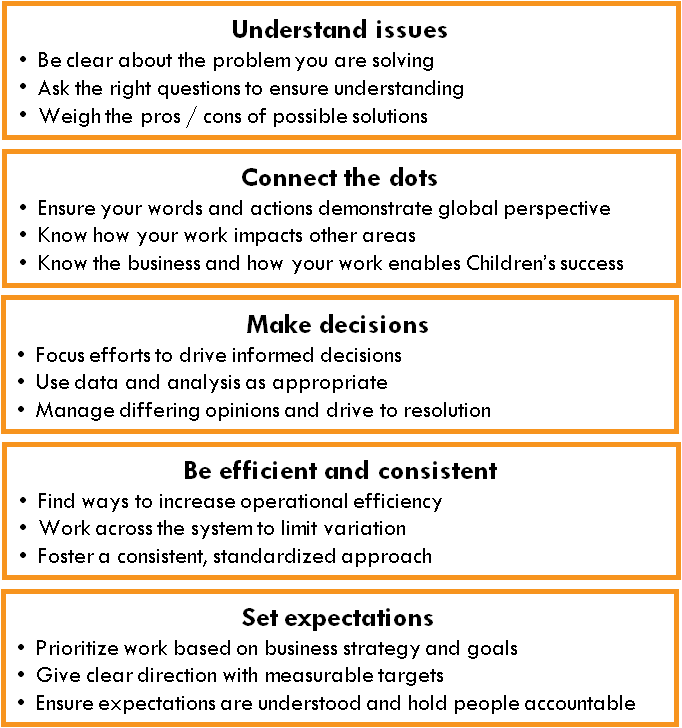 Understand issues
• Be clear about the problem you are solving
• Ask the right questions to ensure understanding
• Weigh the pros / cons of possible solutions
Connect the dots
• Ensure your words and actions demonstrate global perspective
• Know how your work impacts other areas
• Know the business and how your work enables Children's success
Make decisions
• Focus efforts to drive informed decisions
• Use data and analysis as appropriate
• Manage differing opinions and drive to resolution
Be efficient and consistent
• Find ways to increase operational efficiency
• Work across the system to limit variation
• Foster a consistent, standardized approach
Set expectations
• Prioritize work based on business strategy and goals
• Give clear direction with measurable targets
• Ensure expectations are understood and hold people accountable